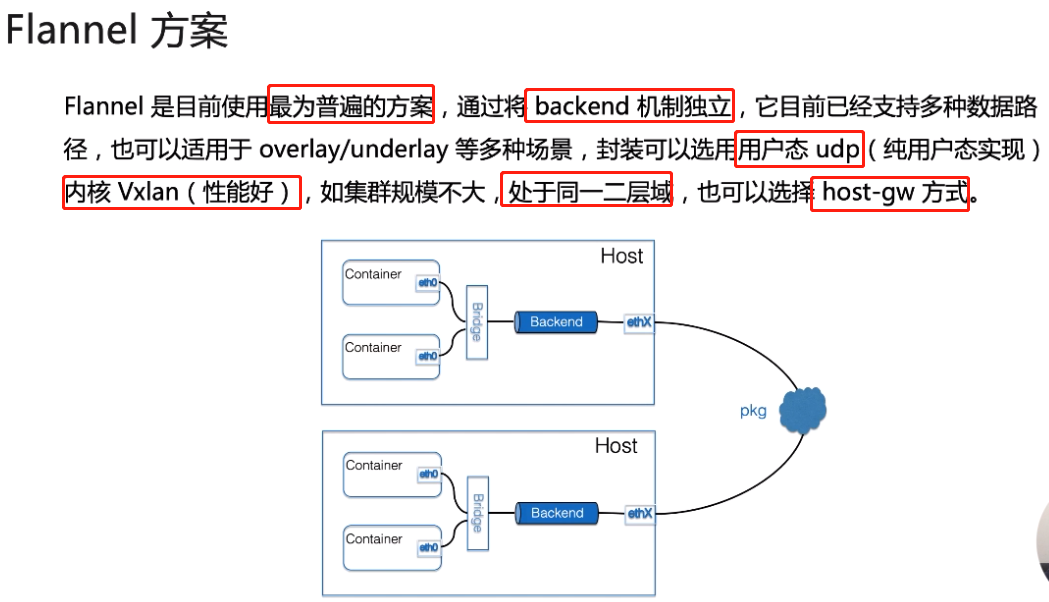 Flannel 方案
Flannel 是目前使用最为普遍的方案，通过将 backend 机制独立，它目前已经支持多种数据路
径，也可以适用于 overlay/underlay 等多种场景，封装可以选用用户态 udp（纯用户态实现）
内核 Vxlan（性能好），如集群规模不大，处于同一二层域，也可以选择 host-gw 方式。
Host
Container
eth0
Bridge
Backend
ethX
Container
eth0
pkg
Host
Container
eth0
Bridge
Backend
ethX
Container
eth0